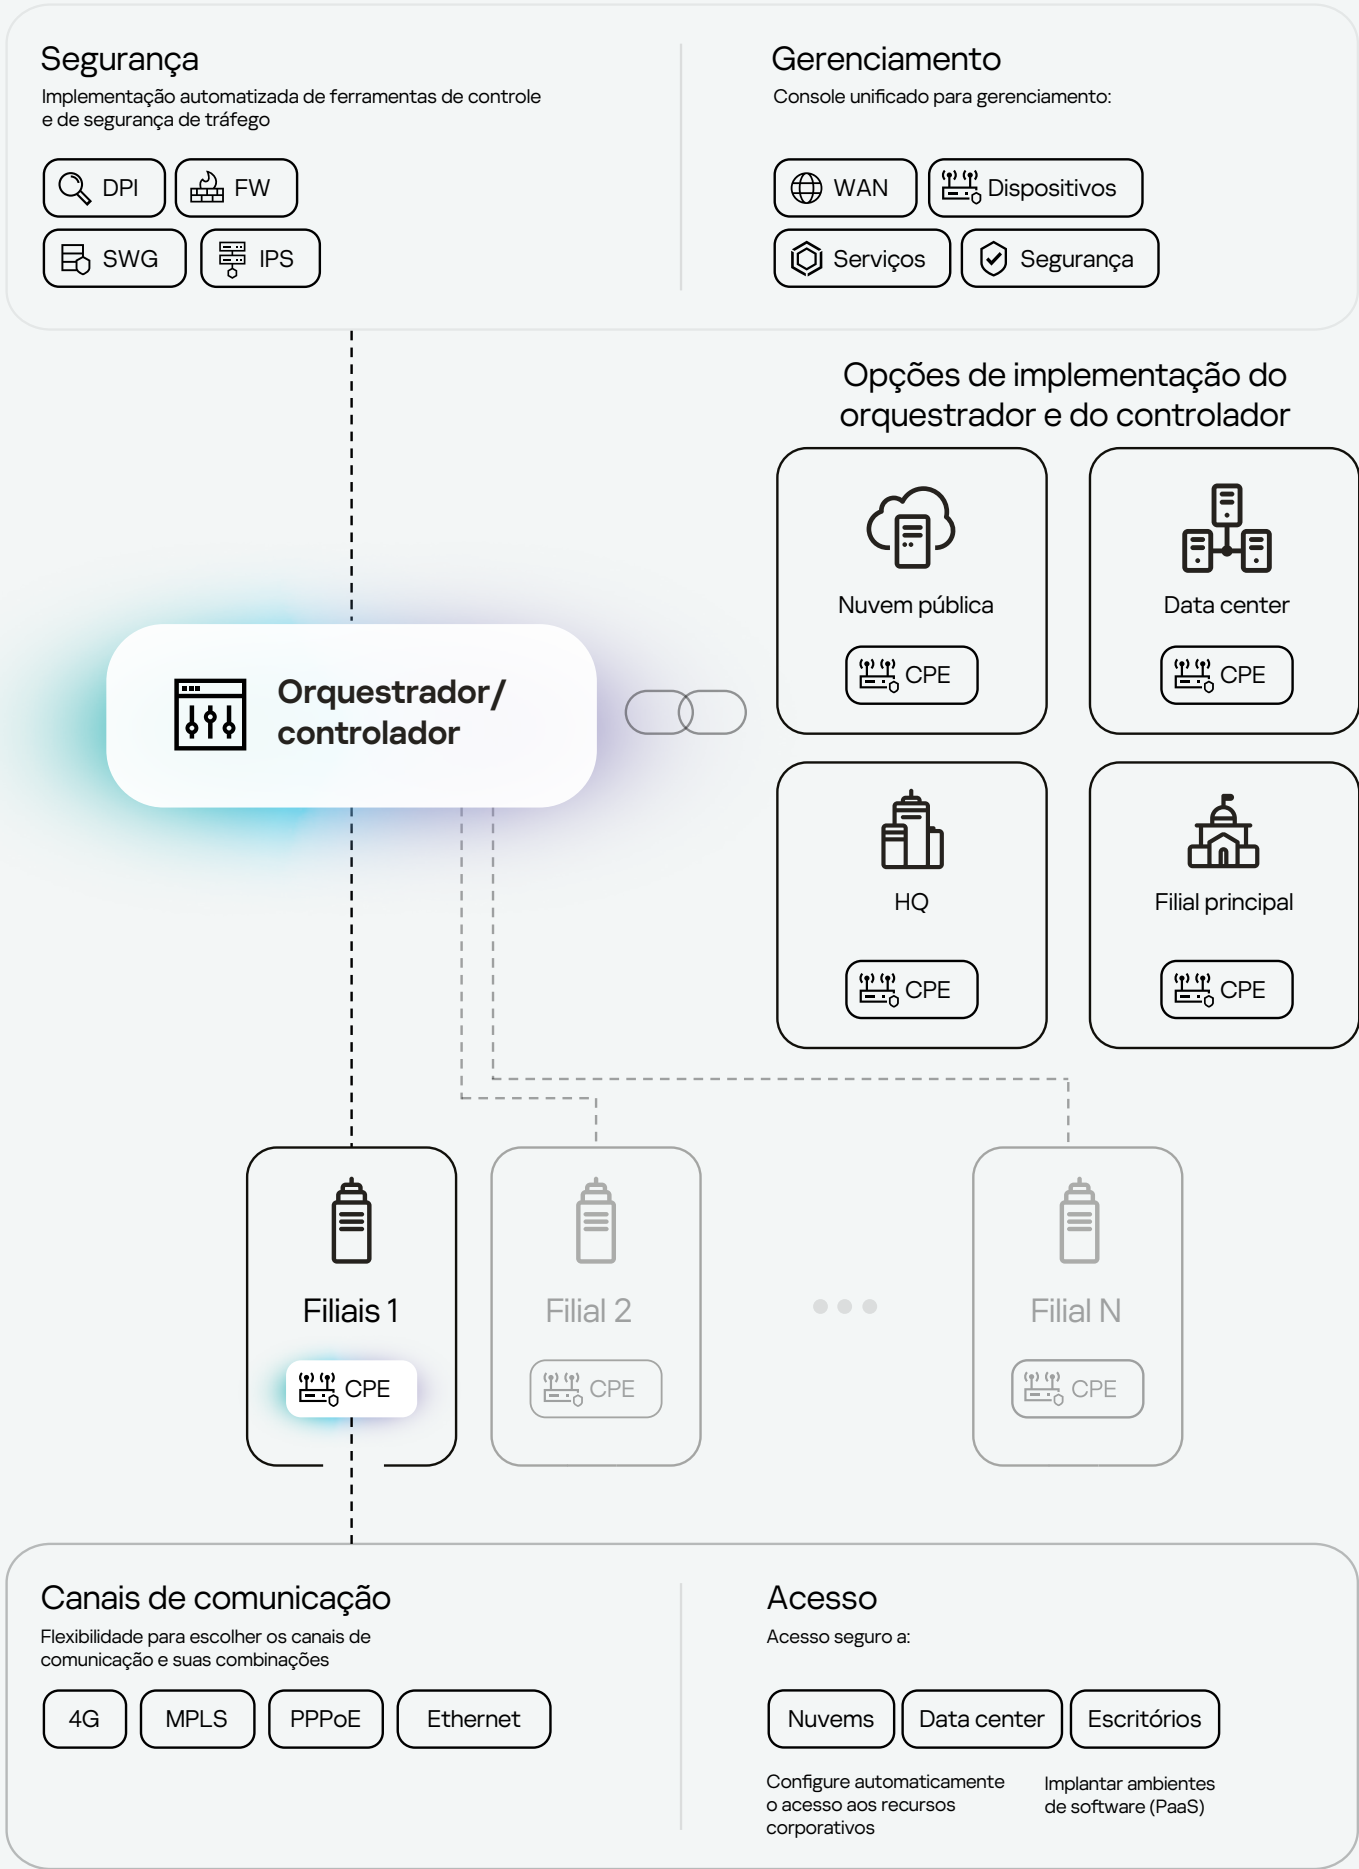 Segurança
Implementação automatizada de ferramentas de controle
e de segurança de tráfego
DPI
FW
SWG
IPS
Gerenciamento
Console unificado para gerenciamento:
WAN
Dispositivos
Serviços
Segurança
Opções de implementação do
orquestrador e do controlador
Nuvem pública
CPE
Data center
CPE
Orquestrador/
controlador
HQ
CPE
Filial principal
CPE
Filiais 1
CPE
Filial 2
CPE
Filial N
CPE
Canais de comunicação
Flexibilidade para escolher os canais de
comunicação e suas combinações
4G
MPLS
PPPoE
Ethernet
Acesso
Acesso seguro a:
Nuvems
Data center
Escritórios
Configure automaticamente
o acesso aos recursos
corporativos
Implantar ambientes
de software (PaaS)